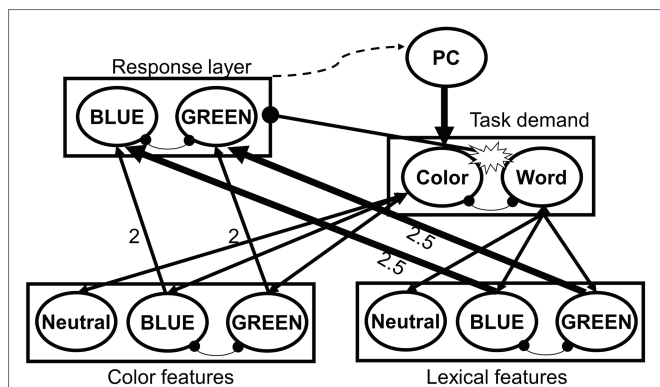 PC
Response layer
BLUE GREEN
Task demand
Color Word
2 2 2.5
2.5
Neutral BLUE GREEN Neutral BLUE GREEN
Color features Lexical features